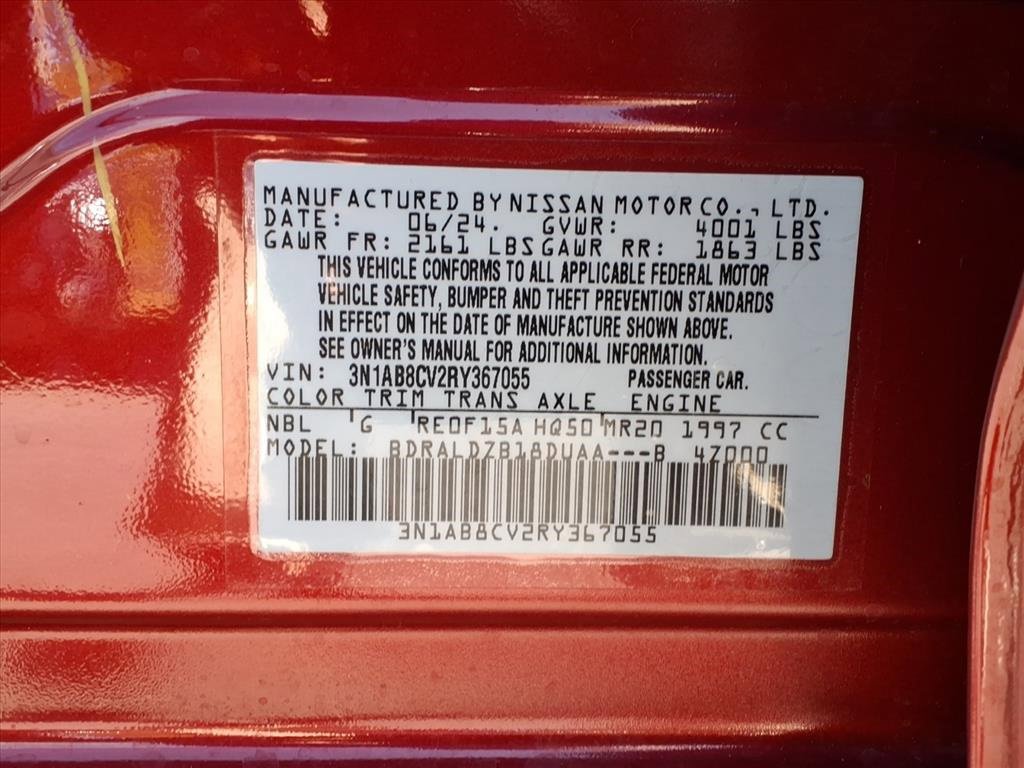 MANUFACTURED BY NISSAN MOTOR CO., LTD.
DATE: 06/24. GVWR: 4001 LBS
GAWR FR: 2161 LBS GAWR RR: 1863 LBS
THIS VEHICLE CONFORMS TO ALL APPLICABLE FEDERAL MOTOR
VEHICLE SAFETY, BUMPER AND THEFT PREVENTION STANDARDS
IN EFFECT ON THE DATE OF MANUFACTURE SHOWN ABOVE.
SEE OWNER'S MANUAL FOR ADDITIONAL INFORMATION.
VIN: 3N1AB8CV2RY367055 PASSENGER CAR.
COLOR TRIM TRANS AXLE ENGINE
NBL G RE0F15A HQ50 MR20 1997 CC
MODEL: BDRALDZB18DUAA---B 4Z000
3N1AB8CV2RY367055